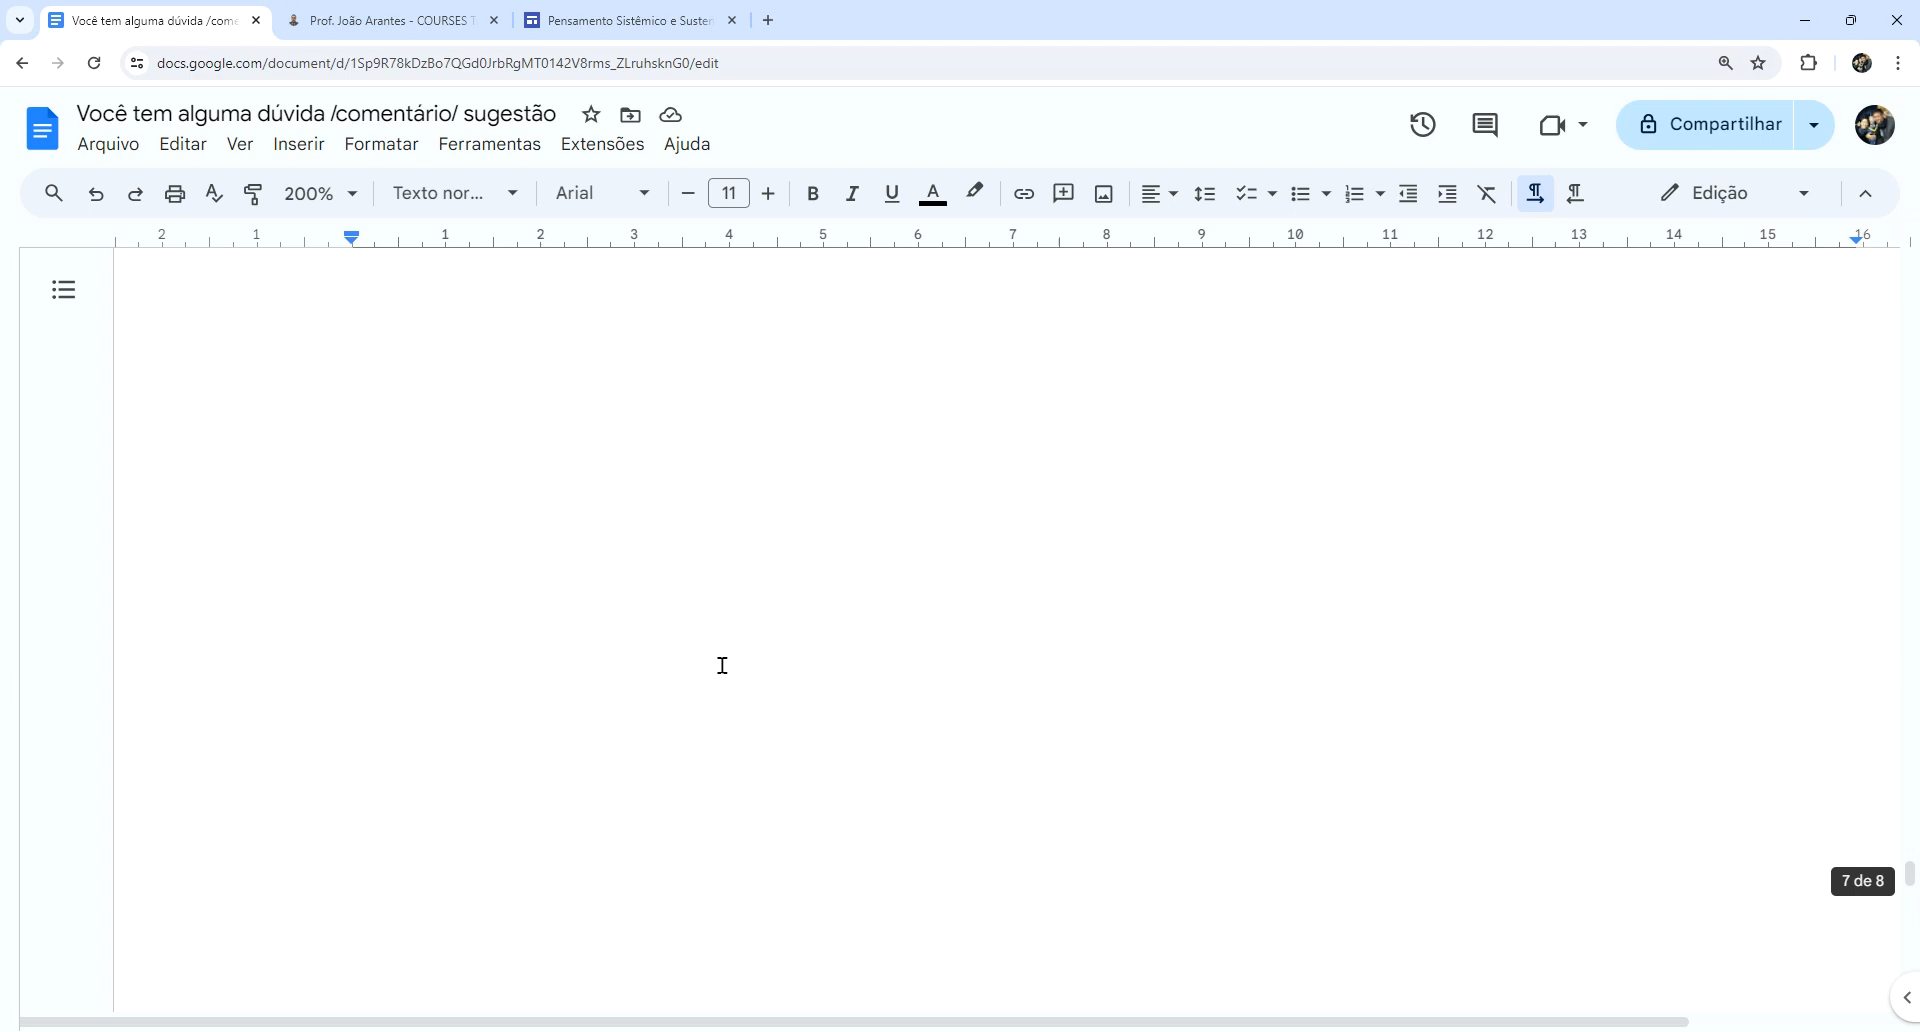 Você tem alguma dúvida /come
Prof. João Arantes - COURSES T
Pensamento Sistêmico e Susten
docs.google.com/document/d/1Sp9R78kDzBo7QGd0JrbRgMT0142V8rms_ZLruhsknG0/edit
Você tem alguma dúvida /comentário/ sugestão
Arquivo Editar Ver Inserir Formatar Ferramentas Extensões Ajuda
Compartilhar
200% Texto nor... Arial 11 Edição
2 1 1 2 3 4 5 6 7 8 9 10 11 12 13 14 15 16
7 de 8